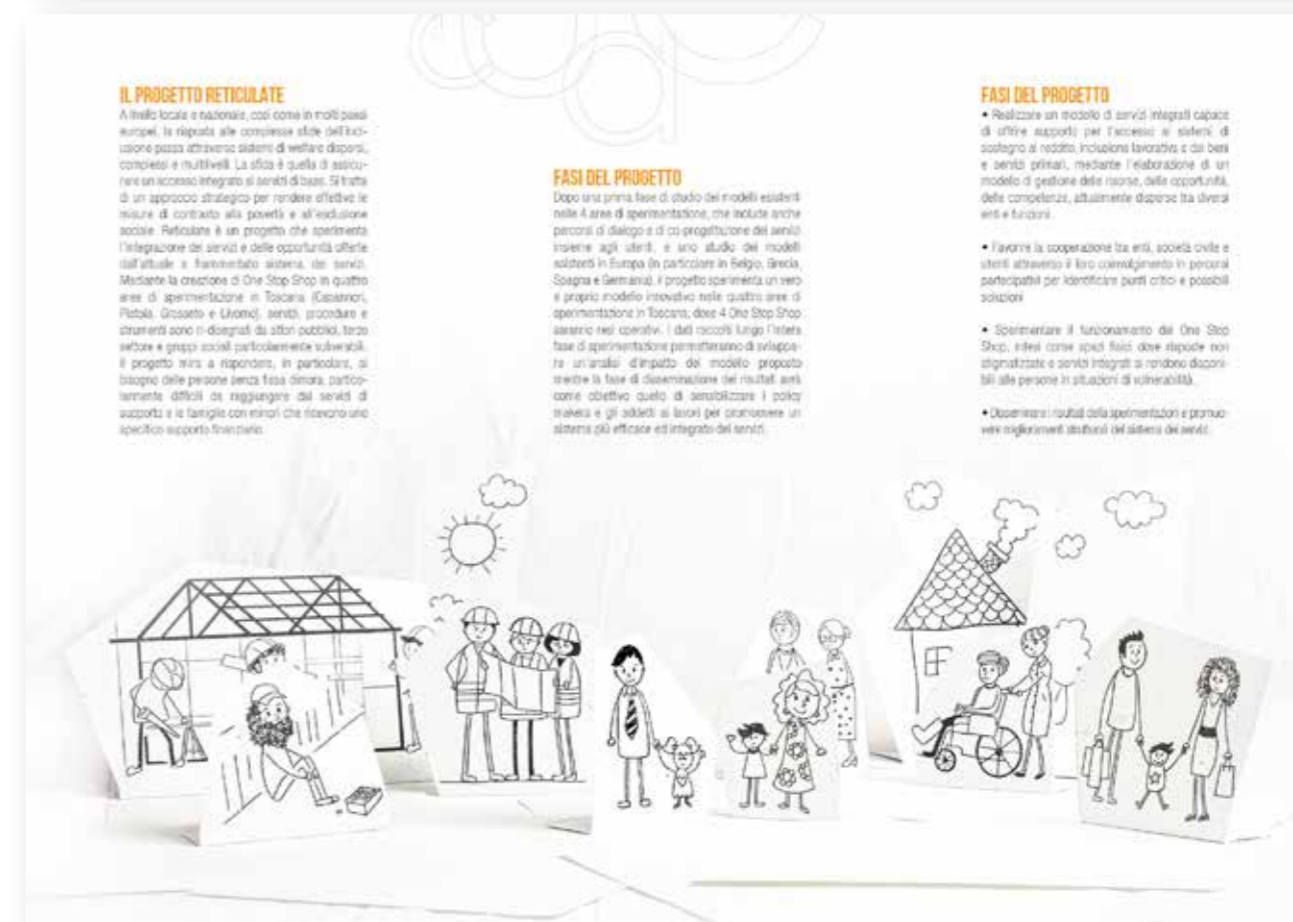 IL PROGETTO RETICULATE
A livello locale e nazionale, così come in molti paesi
europei, la risposta alle complesse sfide dell'inclu-
sione passa attraverso sistemi di welfare dispersi,
complessi e multilivelli. La sfida è quella di assicu-
rare un accesso integrato ai servizi di base. Si tratta
di un approccio strategico per rendere effettive le
misure di contrasto alla povertà e all'esclusione
sociale. Reticulate è un progetto che sperimenta
l'integrazione dei servizi e delle opportunità offerte
dall'attuale e frammentato sistema dei servizi.
Mediante la creazione di One Stop Shop in quattro
aree di sperimentazione in Toscana (Capannori,
Pistoia, Grosseto e Livorno), servizi, procedure e
strumenti sono ri-disegnati da attori pubblici, terzo
settore e gruppi sociali particolarmente vulnerabili.
Il progetto mira a rispondere, in particolare, al
bisogno delle persone senza fissa dimora, partico-
larmente difficili da raggiungere dai servizi di
supporto e le famiglie con minori che ricevono uno
specifico supporto finanziario.
FASI DEL PROGETTO
Dopo una prima fase di studio dei modelli esistenti
nelle 4 aree di sperimentazione, che include anche
percorsi di dialogo e di co-progettazione dei servizi
insieme agli utenti, e uno studio dei modelli
esistenti in Europa (in particolare in Belgio, Grecia,
Spagna e Germania), il progetto sperimenta un vero
e proprio modello innovativo nelle quattro aree di
sperimentazione in Toscana, dove 4 One Stop Shop
saranno resi operativi. I dati raccolti lungo l'intera
fase di sperimentazione permetteranno di sviluppa-
re un'analisi d'impatto del modello proposto
mentre la fase di disseminazione dei risultati avrà
come obiettivo quello di sensibilizzare i policy
makers e gli addetti ai lavori per promuovere un
sistema più efficace ed integrato dei servizi.
FASI DEL PROGETTO
• Realizzare un modello di servizi integrati capace
di offrire supporto per l'accesso ai sistemi di
sostegno al reddito, inclusione lavorativa e dai beni
e servizi primari, mediante l'elaborazione di un
modello di gestione delle risorse, delle opportunità,
delle competenze, attualmente disperse tra diversi
enti e funzioni.
• Favorire la cooperazione tra enti, società civile e
utenti attraverso il loro coinvolgimento in percorsi
partecipativi per identificare punti critici e possibili
soluzioni
• Sperimentare il funzionamento dei One Stop
Shop, intesi come spazi fisici dove risposte non
stigmatizzate e servizi integrati si rendono disponi-
bili alle persone in situazioni di vulnerabilità.
• Disseminare i risultati della sperimentazioni e promuo-
vere miglioramenti strutturali del sistema dei servizi.